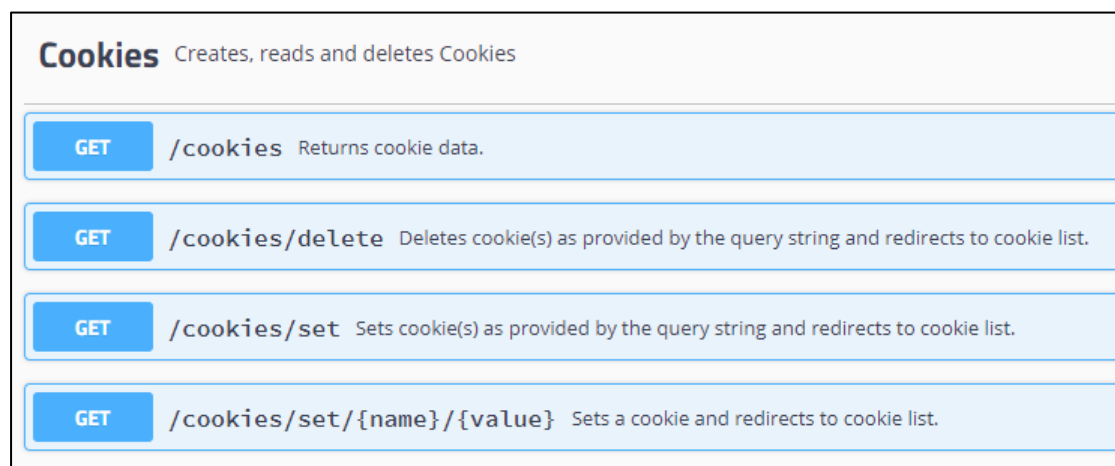 Cookies Creates, reads and deletes Cookies
GET /cookies Returns cookie data.
GET /cookies/delete Deletes cookie(s) as provided by the query string and redirects to cookie list.
GET /cookies/set Sets cookie(s) as provided by the query string and redirects to cookie list.
GET /cookies/set/{name}/{value} Sets a cookie and redirects to cookie list.